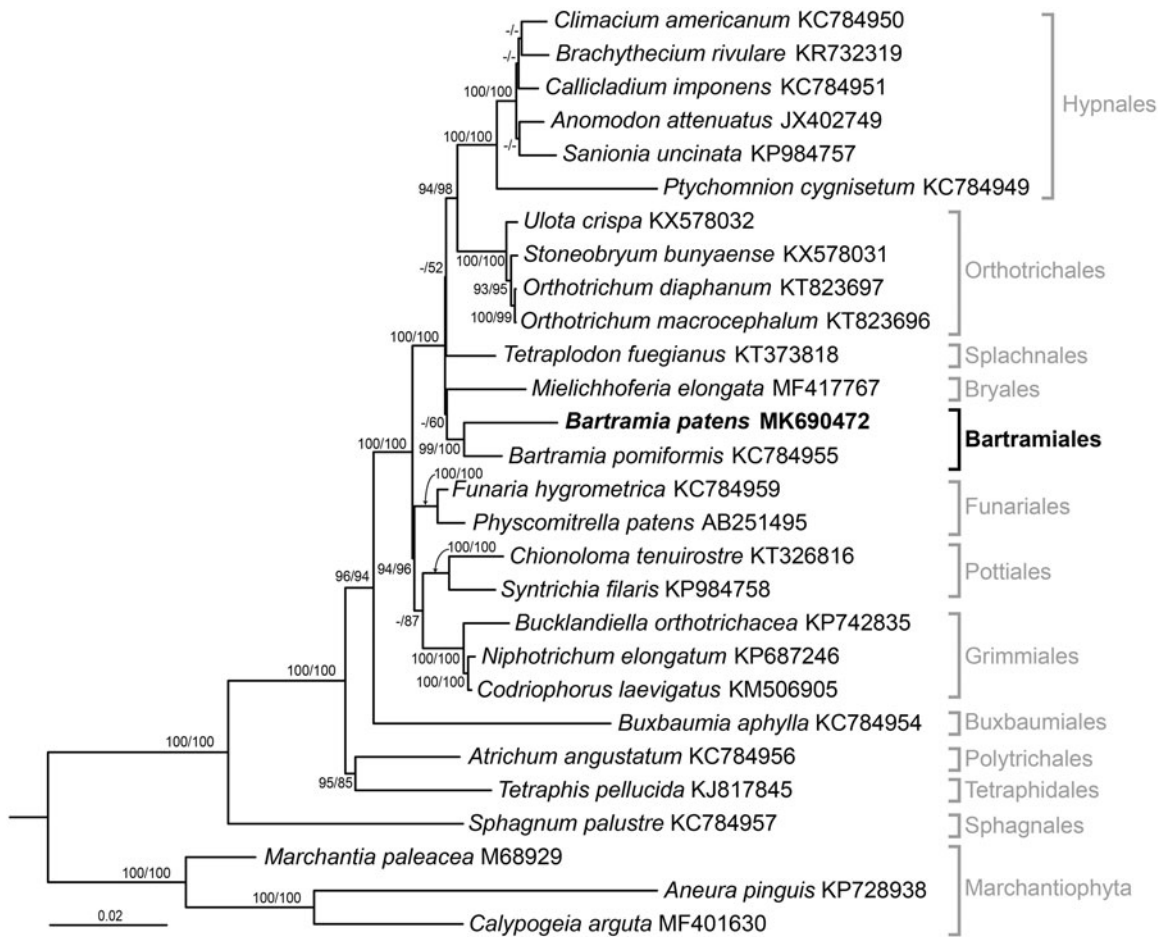 Climacium americanum KC784950
Brachythecium rivulare KR732319
Callicladium imponens KC784951
Anomodon attenuatus JX402749
Sanionia uncinata KP984757
Ptychomnion cygnisetum KC784949
Hypnales
-/-
-/-
100/100
-/-
100/100
94/98
Ulota crispa KX578032
Stoneobryum bunyaense KX578031
Orthotrichum diaphanum KT823697
Orthotrichum macrocephalum KT823696
Orthotrichales
100/100
93/95
100/99
-/52
100/100
Tetraplodon fuegianus KT373818
Splachnales
Mielichhoferia elongata MF417767
Bryales
Bartramia patens MK690472
Bartramia pomiformis KC784955
Bartramiales
-/60
99/100
100/100
100/100
Funaria hygrometrica KC784959
Physcomitrella patens AB251495
Funariales
Chionoloma tenuirostre KT326816
Syntrichia filaris KP984758
Pottiales
100/100
94/96
96/94
-/87
Bucklandiella orthotrichacea KP742835
Niphotrichum elongatum KP687246
Codriophorus laevigatus KM506905
Grimmiales
100/100
100/100
100/100
Buxbaumia aphylla KC784954
Buxbaumiales
Atrichum angustatum KC784956
Polytrichales
Tetraphis pellucida KJ817845
Tetraphidales
95/85
100/100
Sphagnum palustre KC784957
Sphagnales
Marchantia paleacea M68929
Aneura pinguis KP728938
Calypogeia arguta MF401630
Marchantiophyta
100/100
100/100
0.02